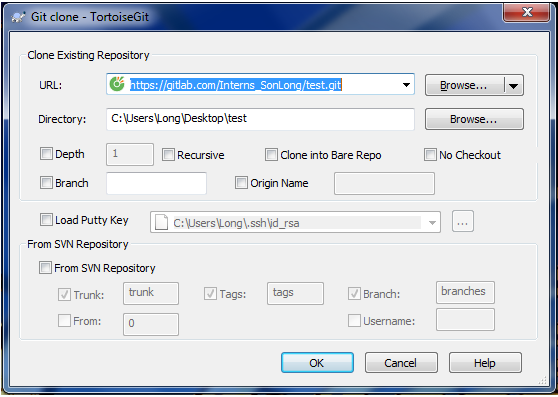 Git clone - TortoiseGit
Clone Existing Repository
URL: https://gitlab.com/Interns_SonLong/test.git Browse...
Directory: C:\Users\Long\Desktop\test Browse...
Depth 1 Recursive Clone into Bare Repo No Checkout
Branch Origin Name
Load Putty Key C:\Users\Long\.ssh\id_rsa ...
From SVN Repository
From SVN Repository
Trunk: trunk Tags: tags Branch: branches
From: 0 Username:
OK Cancel Help